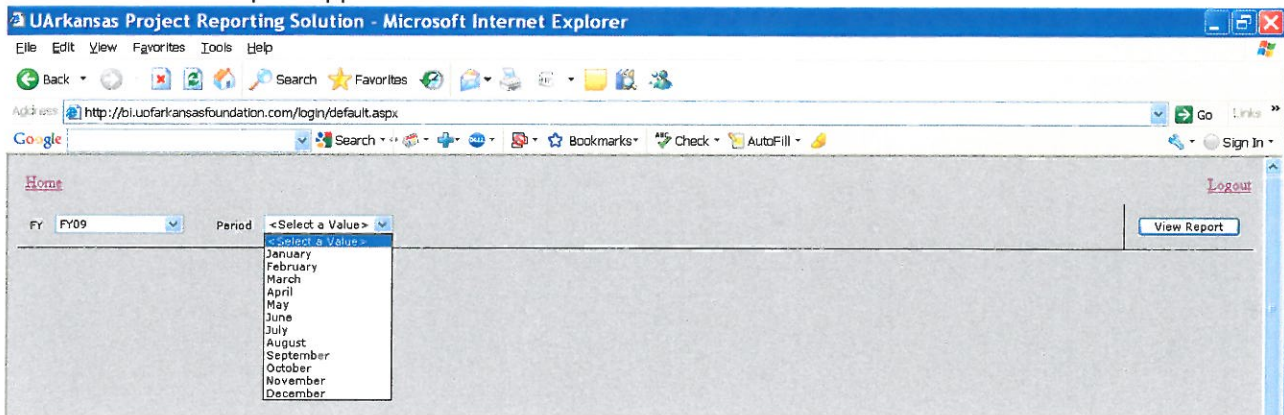 UArkansas Project Reporting Solution - Microsoft Internet Explorer
File Edit View Favorites Tools Help
Back Search Favorites
Address http://bi.uofarkansasfoundation.com/login/default.aspx Go Links »
Google Search Bookmarks Check AutoFill Sign In
Home Logout
FY FY09 Period <Select a Value> View Report
<Select a Value>
January
February
March
April
May
June
July
August
September
October
November
December